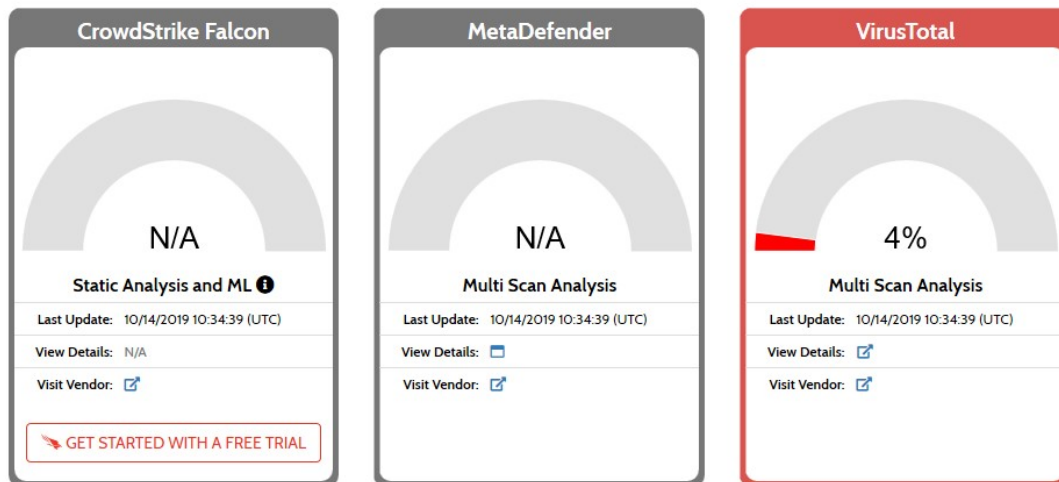 CrowdStrike Falcon
N/A
Static Analysis and ML
Last Update: 10/14/2019 10:34:39 (UTC)
View Details: N/A
Visit Vendor:
GET STARTED WITH A FREE TRIAL
MetaDefender
N/A
Multi Scan Analysis
Last Update: 10/14/2019 10:34:39 (UTC)
View Details:
Visit Vendor:
VirusTotal
4%
Multi Scan Analysis
Last Update: 10/14/2019 10:34:39 (UTC)
View Details:
Visit Vendor: